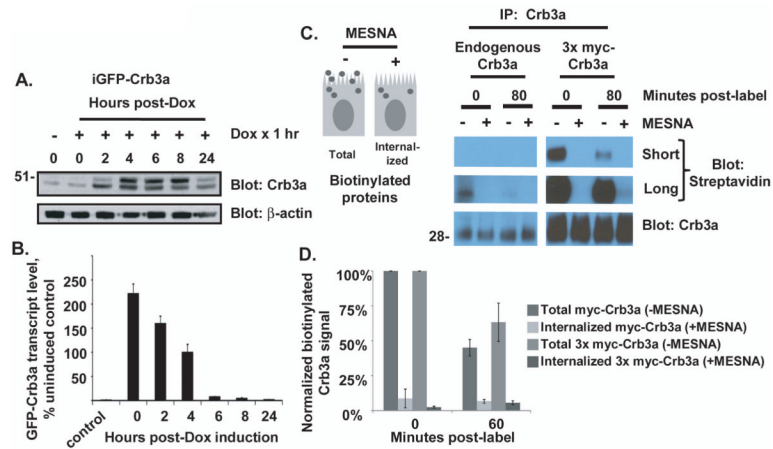 A.
iGFP-Crb3a
Hours post-Dox
- + + + + + + Dox x 1 hr
0 0 2 4 6 8 24
51- Blot: Crb3a
Blot: β-actin
B.
GFP-Crb3a transcript level,
% uninduced control
250
200
150
100
50
control 0 2 4 6 8 24
Hours post-Dox induction
C.
MESNA
- +
Total Internal-
ized
Biotinylated
proteins
IP: Crb3a
Endogenous 3x myc-
Crb3a Crb3a
0 80 0 80 Minutes post-label
- + - + - + - + MESNA
Short
Long
Blot:
Streptavidin
28- Blot: Crb3a
D.
Normalized biotinylated
Crb3a signal
100%
75%
50%
25%
0%
0 60
Minutes post-label
Total myc-Crb3a (-MESNA)
Internalized myc-Crb3a (+MESNA)
Total 3x myc-Crb3a (-MESNA)
Internalized 3x myc-Crb3a (+MESNA)